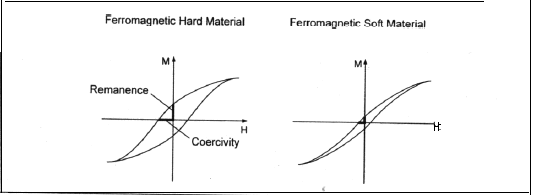 Ferromagnetic Hard Material
M
Remanence
H
Coercivity
Ferromagnetic Soft Material
M
H